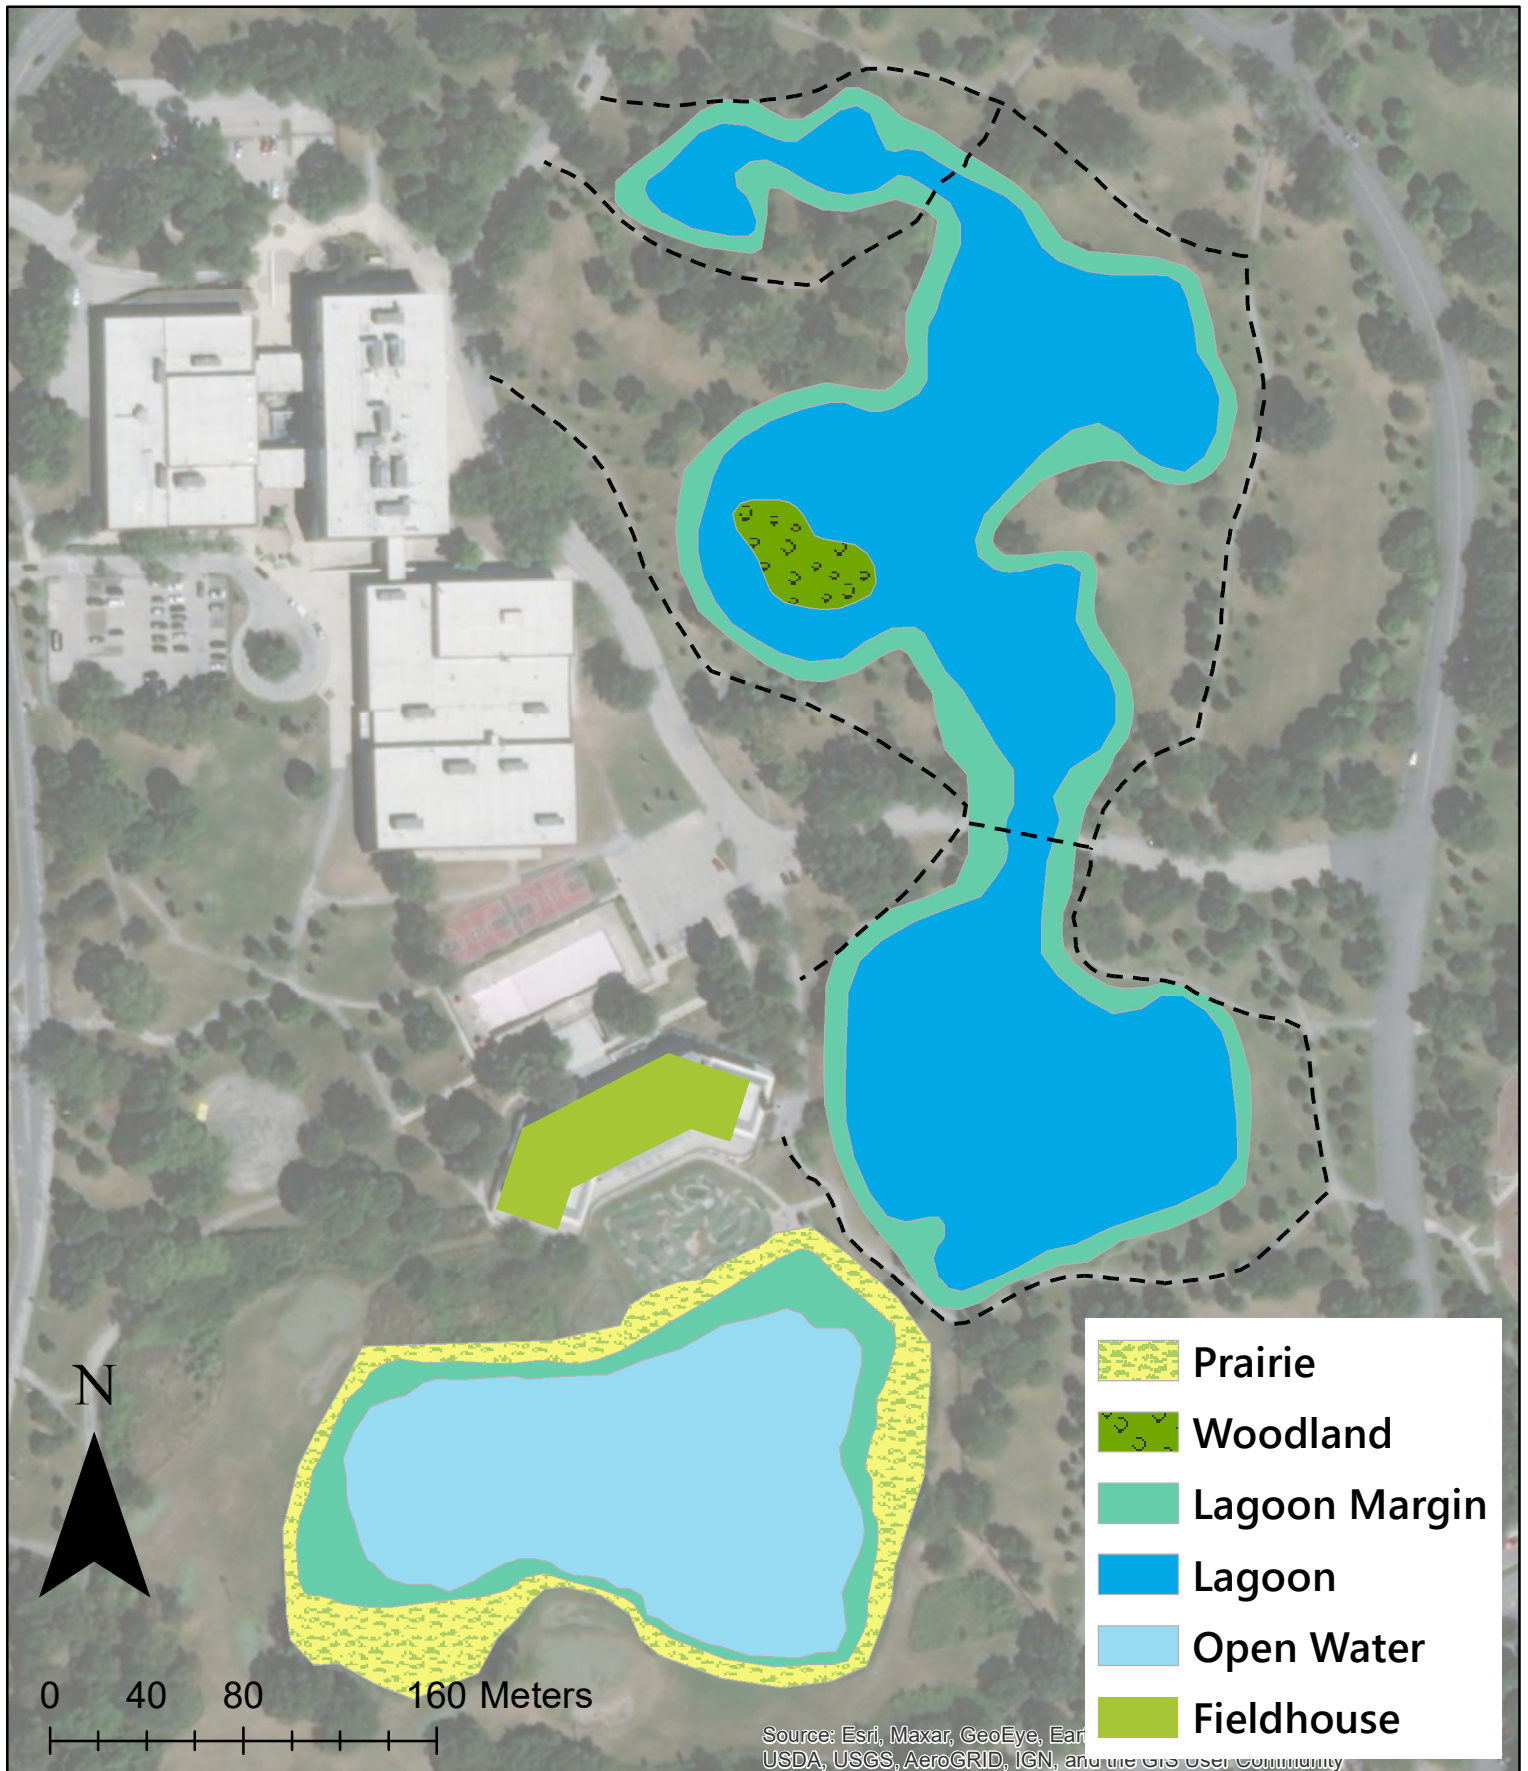 Prairie
Woodland
Lagoon Margin
Lagoon
Open Water
Fieldhouse
N
0 40 80 160 Meters
Source: Esri, Maxar, GeoEye,
USDA, USGS, AeroGRID, IGN, and the GIS User Community